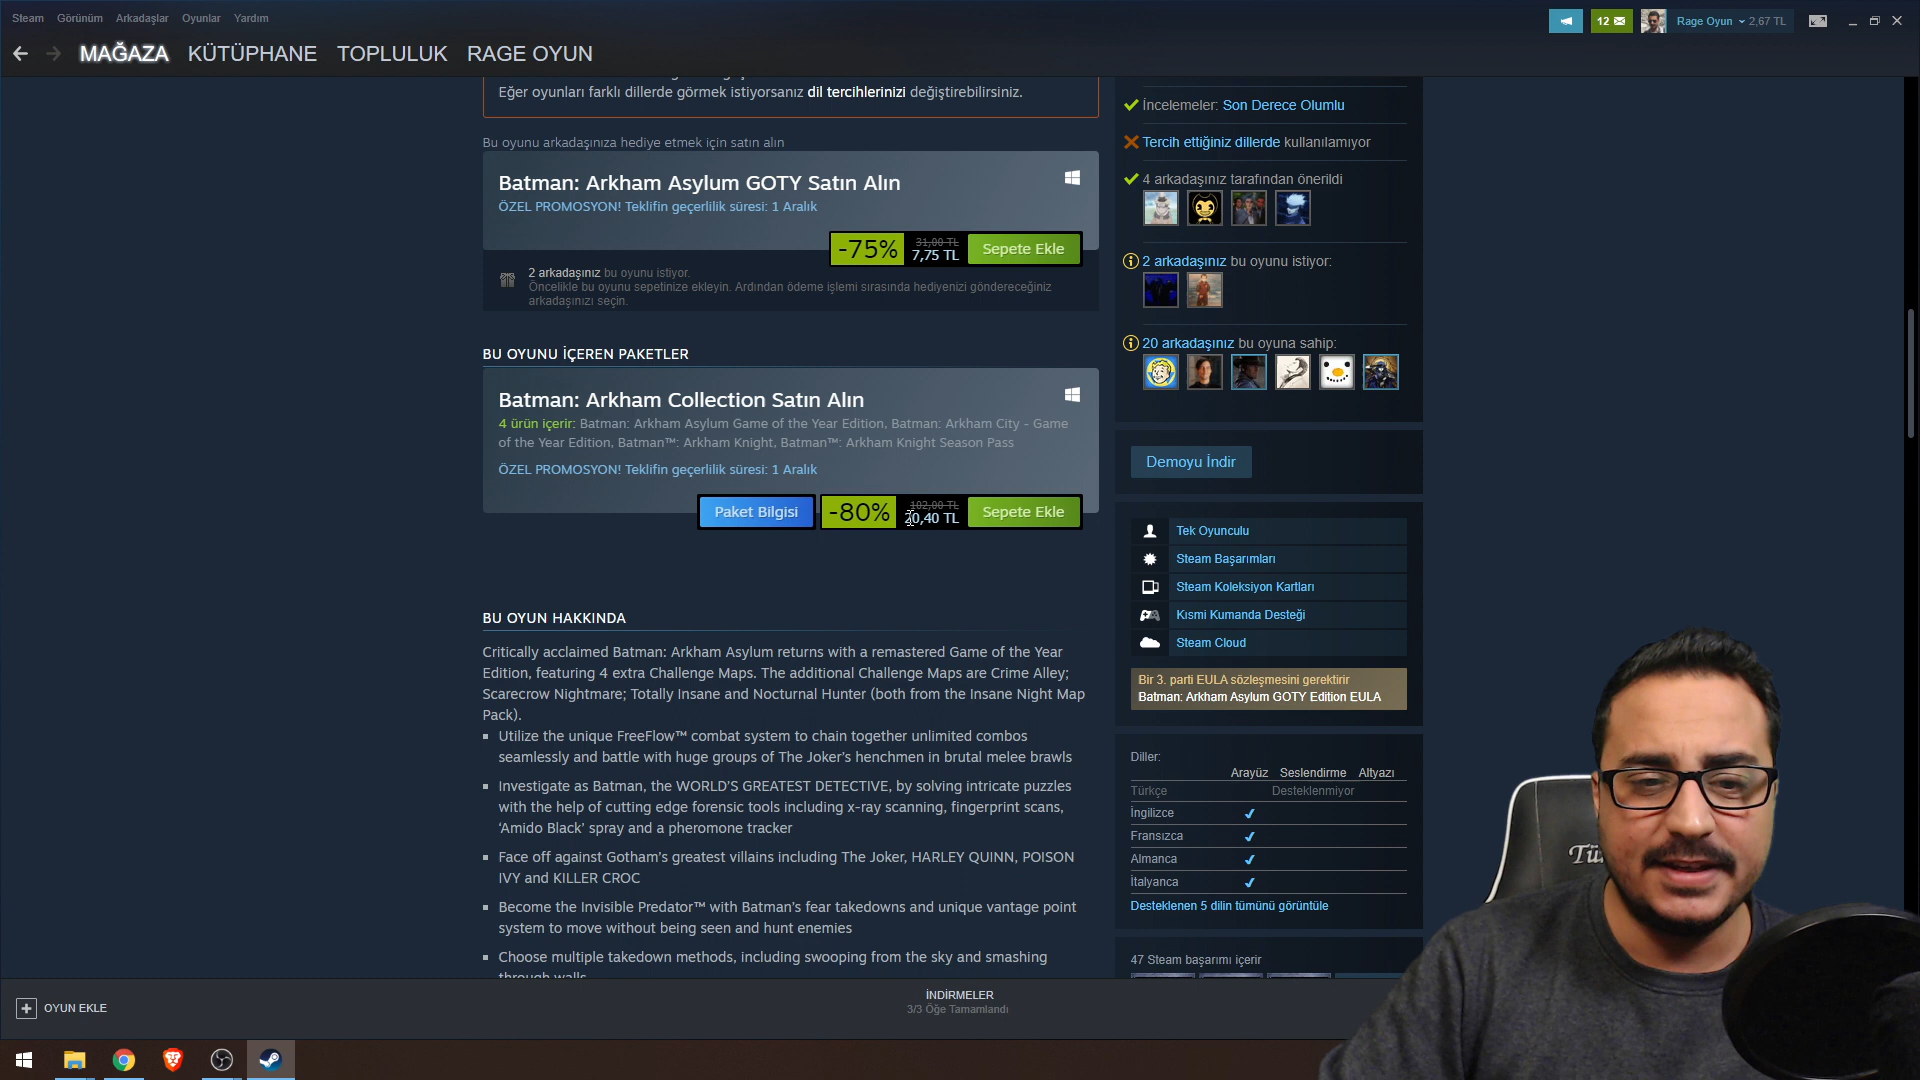 Steam Görünüm Arkadaşlar Oyunlar Yardım
12
Rage Oyun 2,67 TL
MAĞAZA KÜTÜPHANE TOPLULUK RAGE OYUN
Eğer oyunları farklı dillerde görmek istiyorsanız dil tercihlerinizi değiştirebilirsiniz.
Bu oyunu arkadaşınıza hediye etmek için satın alın
Batman: Arkham Asylum GOTY Satın Alın
ÖZEL PROMOSYON! Teklifin geçerlilik süresi: 1 Aralık
-75% 31,00 TL
7,75 TL
Sepete Ekle
2 arkadaşınız bu oyunu istiyor.
Öncelikle bu oyunu sepetinize ekleyin. Ardından ödeme işlemi sırasında hediyenizi göndereceğiniz
arkadaşınızı seçin.
BU OYUNU İÇEREN PAKETLER
Batman: Arkham Collection Satın Alın
4 ürün içerir: Batman: Arkham Asylum Game of the Year Edition, Batman: Arkham City - Game
of the Year Edition, Batman™: Arkham Knight, Batman™: Arkham Knight Season Pass
ÖZEL PROMOSYON! Teklifin geçerlilik süresi: 1 Aralık
Paket Bilgisi
-80% 102,00 TL
20,40 TL
Sepete Ekle
BU OYUN HAKKINDA
Critically acclaimed Batman: Arkham Asylum returns with a remastered Game of the Year
Edition, featuring 4 extra Challenge Maps. The additional Challenge Maps are Crime Alley;
Scarecrow Nightmare; Totally Insane and Nocturnal Hunter (both from the Insane Night Map
Pack).
▪ Utilize the unique FreeFlow™ combat system to chain together unlimited combos
seamlessly and battle with huge groups of The Joker's henchmen in brutal melee brawls
▪ Investigate as Batman, the WORLD'S GREATEST DETECTIVE, by solving intricate puzzles
with the help of cutting edge forensic tools including x-ray scanning, fingerprint scans,
‘Amido Black’ spray and a pheromone tracker
▪ Face off against Gotham's greatest villains including The Joker, HARLEY QUINN, POISON
IVY and KILLER CROC
▪ Become the Invisible Predator™ with Batman's fear takedowns and unique vantage point
system to move without being seen and hunt enemies
▪ Choose multiple takedown methods, including swooping from the sky and smashing
through walls
İncelemeler: Son Derece Olumlu
Tercih ettiğiniz dillerde kullanılamıyor
4 arkadaşınız tarafından önerildi
2 arkadaşınız bu oyunu istiyor:
20 arkadaşınız bu oyuna sahip:
Demoyu İndir
Tek Oyunculu
Steam Başarımları
Steam Koleksiyon Kartları
Kısmi Kumanda Desteği
Steam Cloud
Bir 3. parti EULA sözleşmesini gerektirir
Batman: Arkham Asylum GOTY Edition EULA
Diller:
Arayüz Seslendirme Altyazı
Türkçe Desteklenmiyor
İngilizce ✔
Fransızca ✔
Almanca ✔
İtalyanca ✔
Desteklenen 5 dilin tümünü görüntüle
47 Steam başarımı içerir
OYUN EKLE
İNDİRMELER
3/3 Öğe Tamamlandı